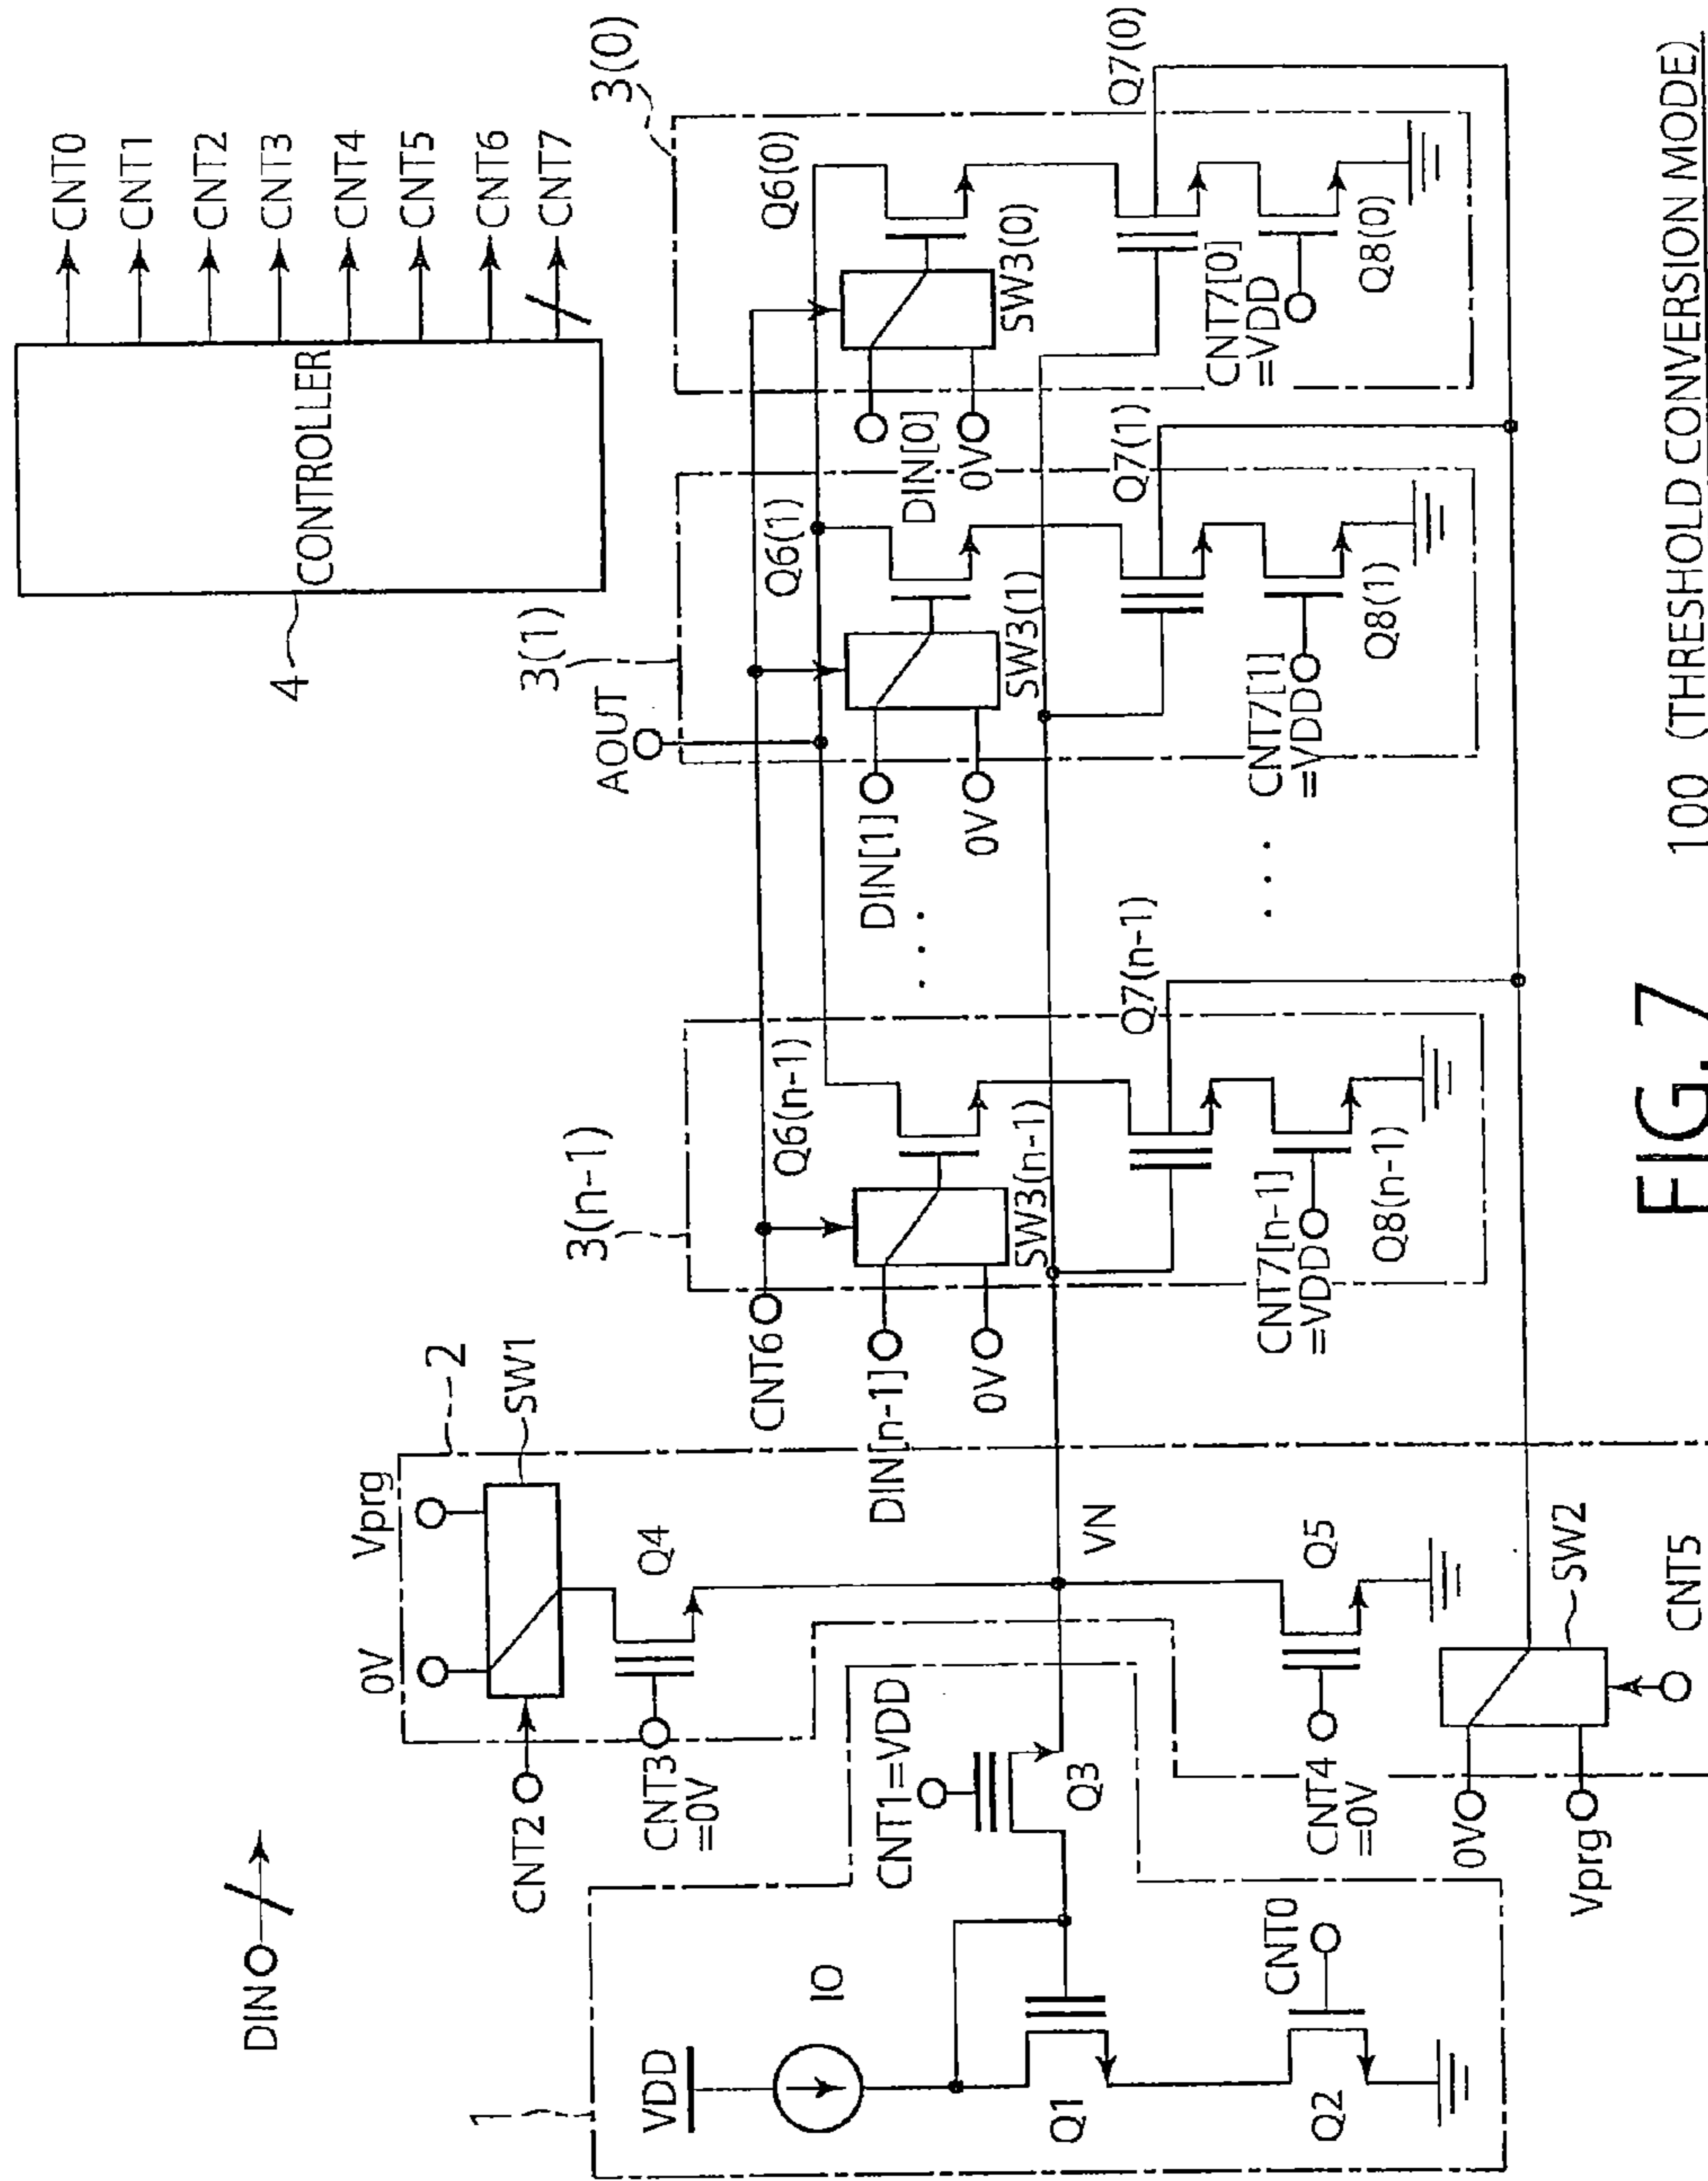 DIN
4
CONTROLLER
CNT0
CNT1
CNT2
CNT3
CNT4
CNT5
CNT6
CNT7
1
VDD
IO
Q1
Q2
CNT0
CNT1=VDD
Q3
2
0V
Vprg
SW1
CNT2
CNT3
=0V
Q4
VN
CNT4
=0V
Q5
0V
Vprg
SW2
CNT5
CNT6
AOUT
3(n-1)
Q6(n-1)
DIN[n-1]
0V
SW3(n-1)
Q7(n-1)
CNT7[n-1]
=VDD
Q8(n-1)
. . .
. . .
3(1)
Q6(1)
DIN[1]
0V
SW3(1)
Q7(1)
CNT7[1]
=VDD
Q8(1)
3(0)
Q6(0)
DIN[0]
0V
SW3(0)
Q7(0)
CNT7[0]
=VDD
Q8(0)
FIG. 7
100 (THRESHOLD CONVERSION MODE)